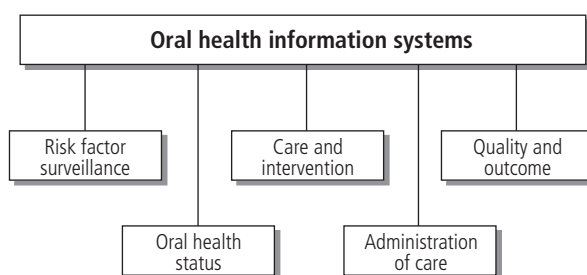 Oral health information systems
Risk factor
surveillance
Care and
intervention
Quality and
outcome
Oral health
status
Administration
of care